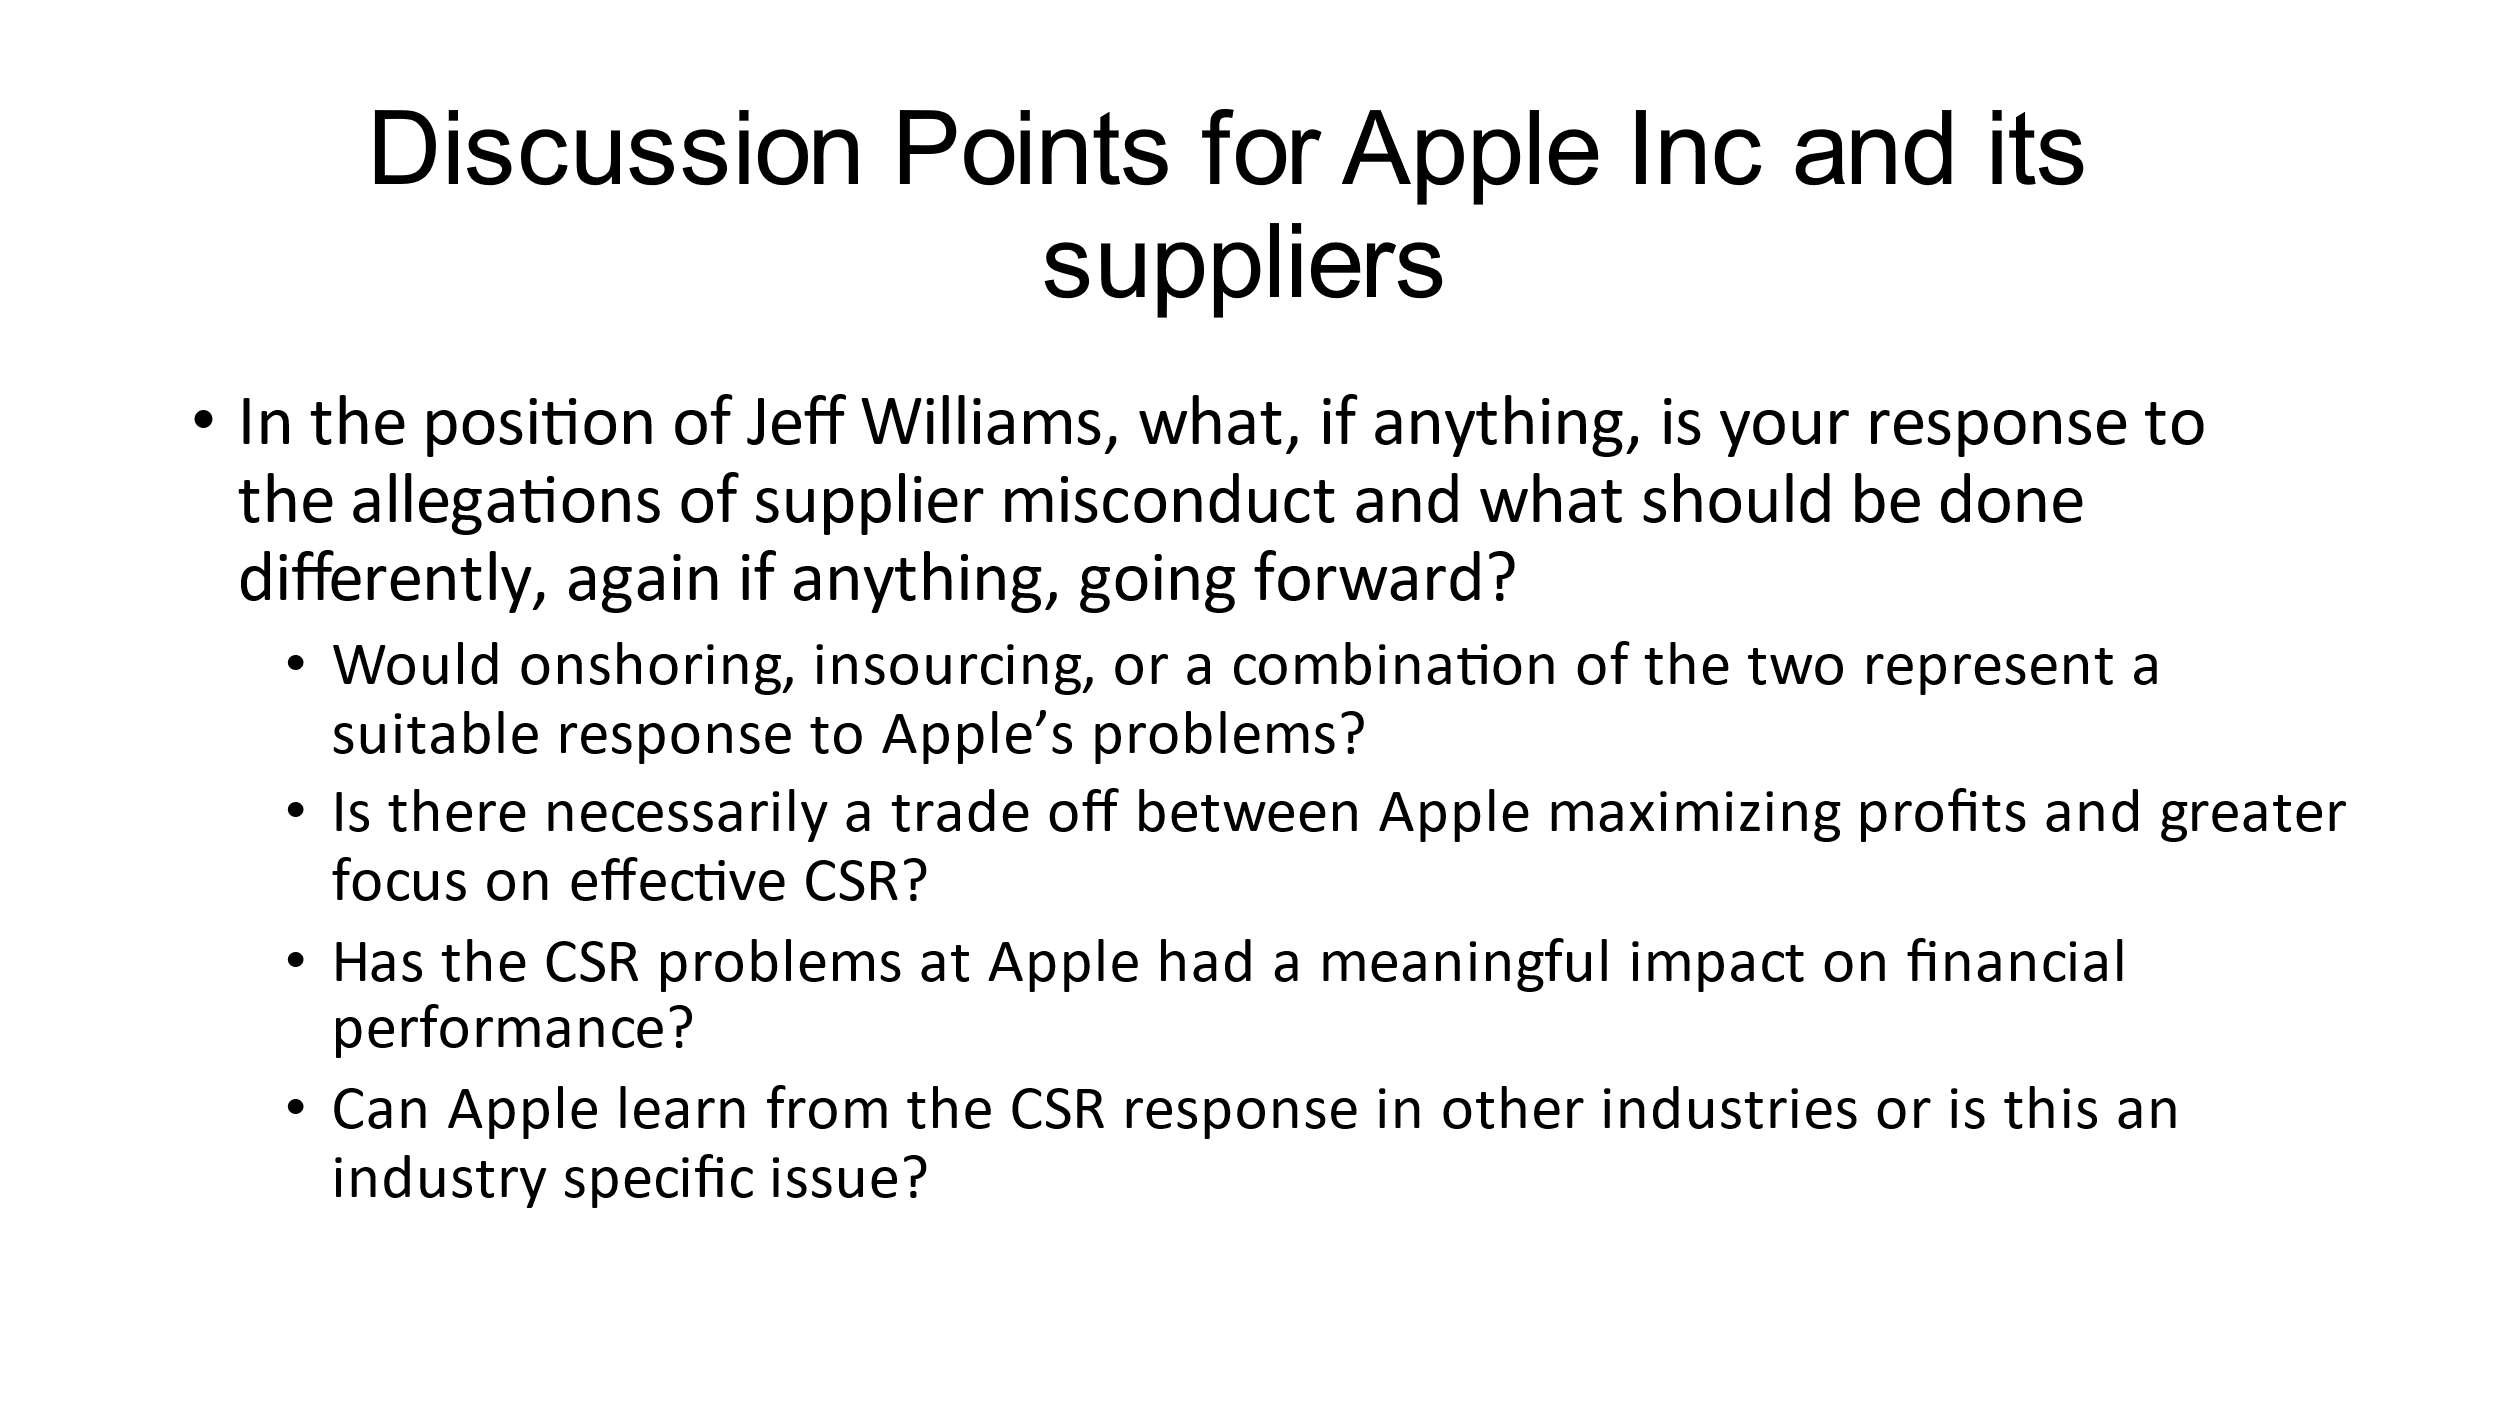 Discussion Points for Apple Inc and its
suppliers
• In the position of Jeff Williams, what, if anything, is your response to
the allegations of supplier misconduct and what should be done
differently, again if anything, going forward?
• Would onshoring, insourcing, or a combination of the two represent a
suitable response to Apple’s problems?
• Is there necessarily a trade off between Apple maximizing profits and greater
focus on effective CSR?
• Has the CSR problems at Apple had a meaningful impact on financial
performance?
• Can Apple learn from the CSR response in other industries or is this an
industry specific issue?